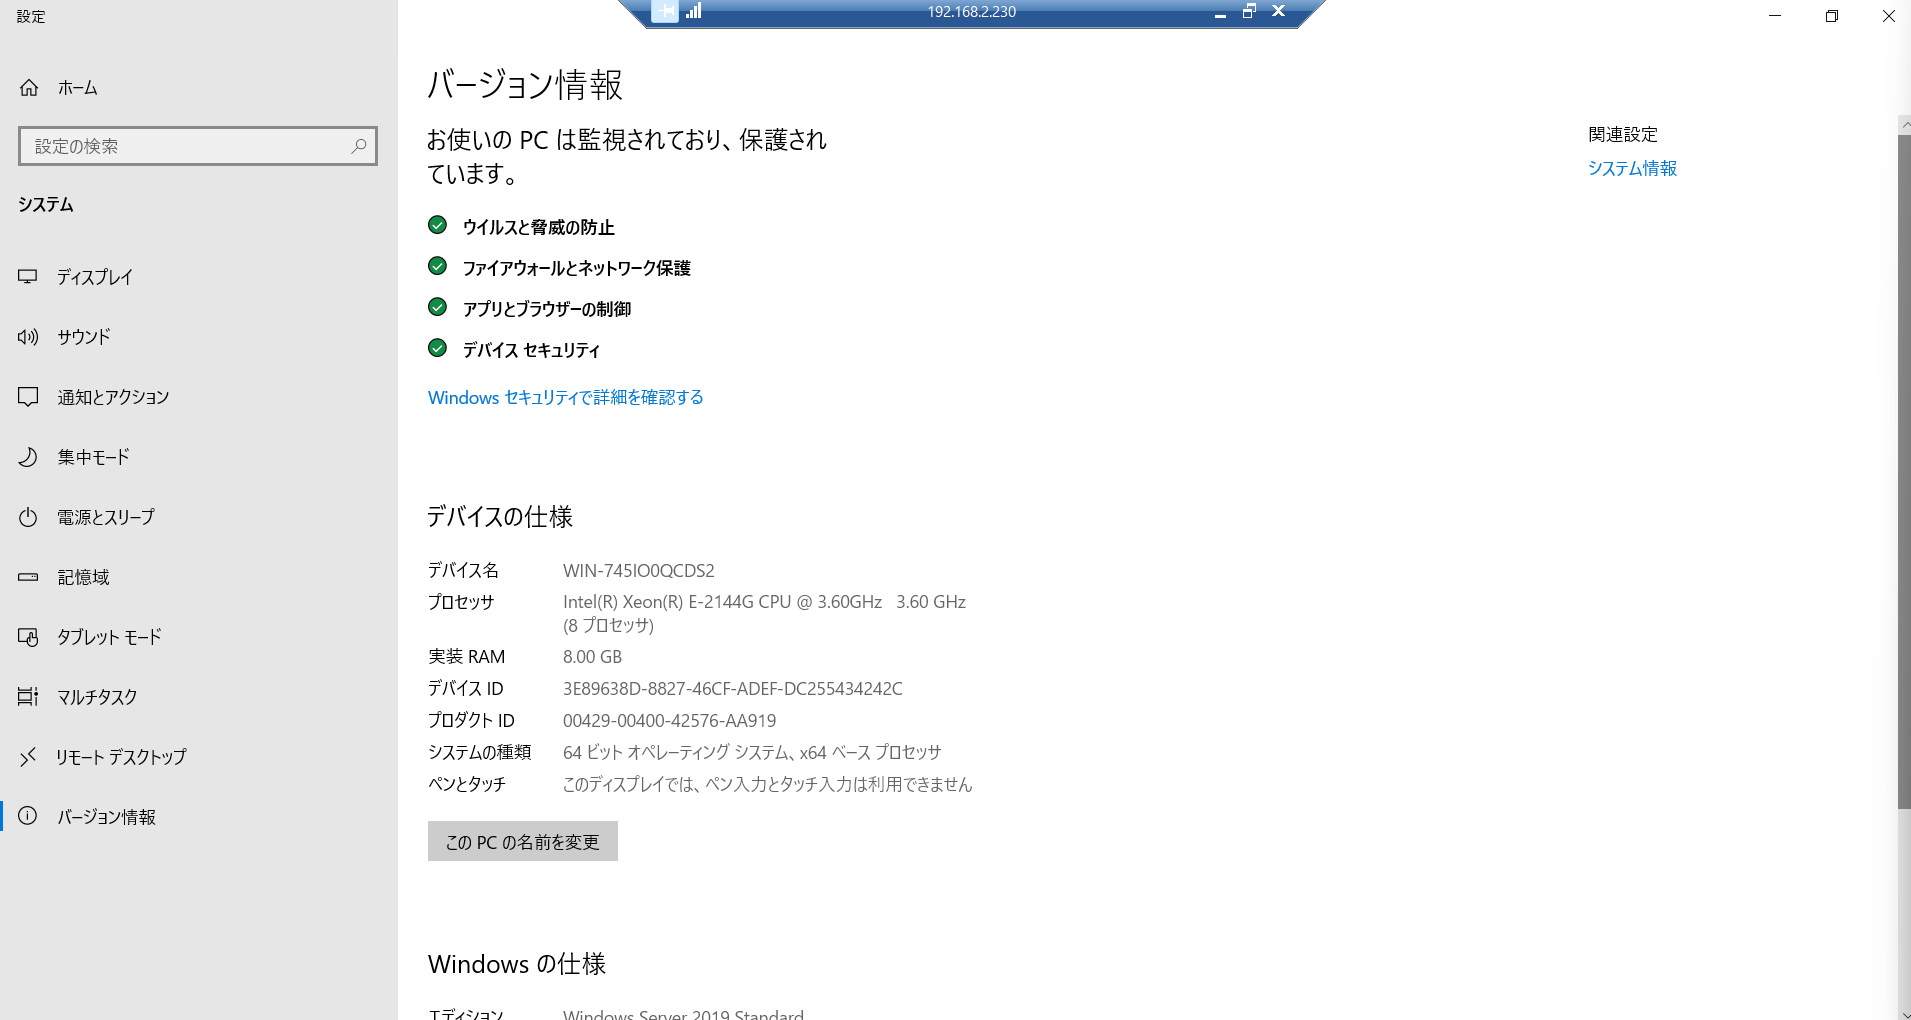 設定
192.168.2.230
ホーム
設定の検索
システム
ディスプレイ
サウンド
通知とアクション
集中モード
電源とスリープ
記憶域
タブレット モード
マルチタスク
リモート デスクトップ
バージョン情報
バージョン情報
お使いの PC は監視されており、保護され
ています。
ウイルスと脅威の防止
ファイアウォールとネットワーク保護
アプリとブラウザーの制御
デバイス セキュリティ
Windows セキュリティで詳細を確認する
デバイスの仕様
デバイス名 WIN-745IO0QCDS2
プロセッサ Intel(R) Xeon(R) E-2144G CPU @ 3.60GHz 3.60 GHz
(8 プロセッサ)
実装 RAM 8.00 GB
デバイス ID 3E89638D-8827-46CF-ADEF-DC255434242C
プロダクト ID 00429-00400-42576-AA919
システムの種類 64 ビット オペレーティング システム、x64 ベース プロセッサ
ペンとタッチ このディスプレイでは、ペン入力とタッチ入力は利用できません
この PC の名前を変更
Windows の仕様
エディション Windows Server 2019 Standard
関連設定
システム情報